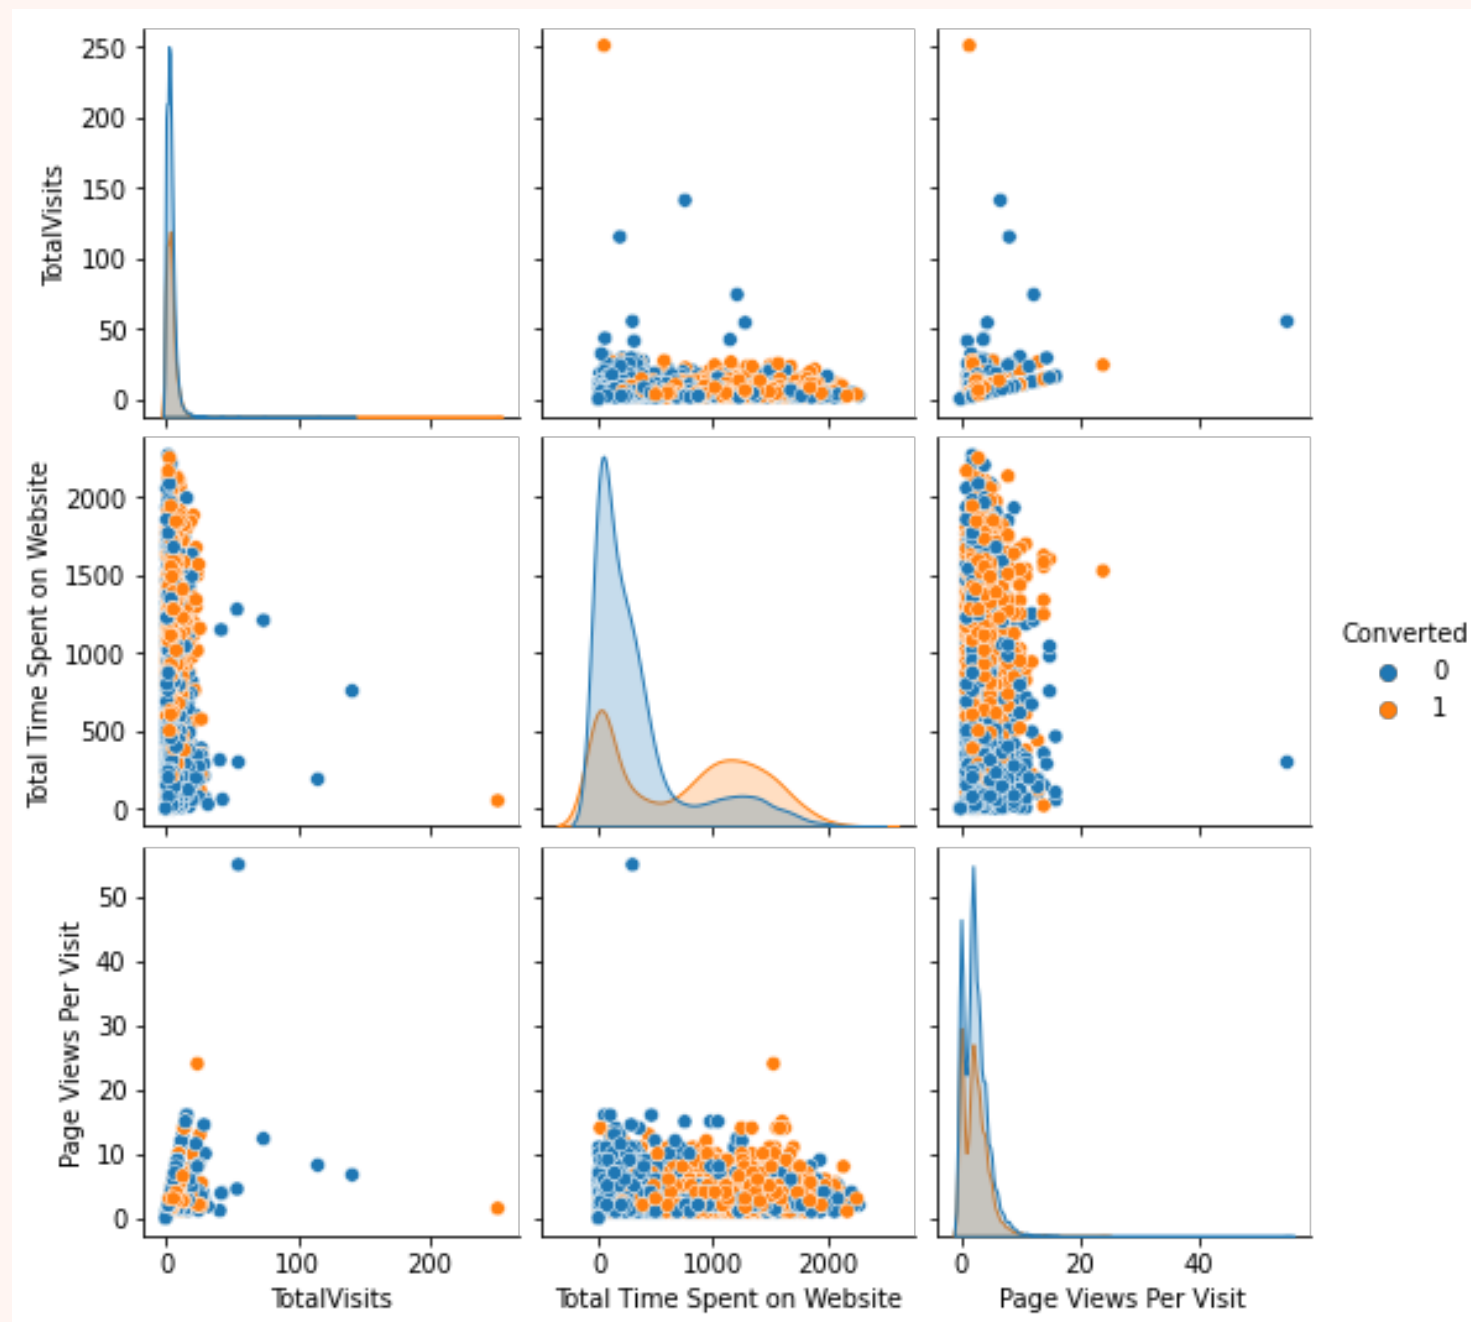 250
200
150
100
50
0
TotalVisits
2000
1500
1000
500
0
Total Time Spent on Website
50
40
30
20
10
0
Page Views Per Visit
0 100 200
TotalVisits
0 1000 2000
Total Time Spent on Website
0 20 40
Page Views Per Visit
Converted
0
1